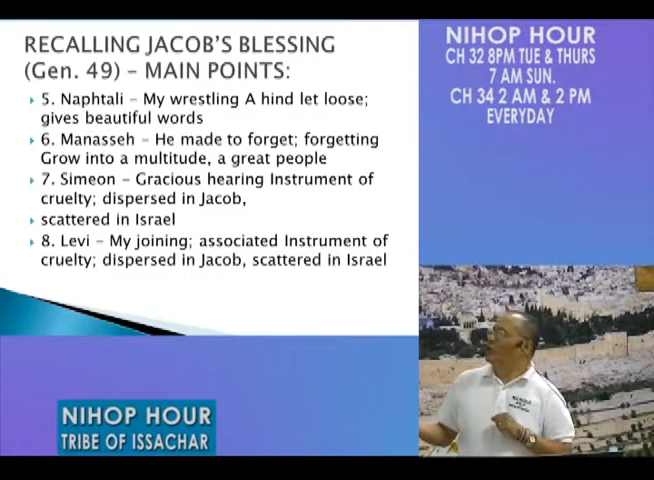 RECALLING JACOB'S BLESSING
(Gen. 49) – MAIN POINTS:
5. Naphtali – My wrestling A hind let loose;
gives beautiful words
6. Manasseh – He made to forget; forgetting
Grow into a multitude, a great people
7. Simeon – Gracious hearing Instrument of
cruelty; dispersed in Jacob,
scattered in Israel
8. Levi – My joining; associated Instrument of
cruelty; dispersed in Jacob, scattered in Israel
NIHOP HOUR
CH 32 8PM TUE & THURS
7 AM SUN.
CH 34 2 AM & 2 PM
EVERYDAY
NIHOP HOUR
TRIBE OF ISSACHAR